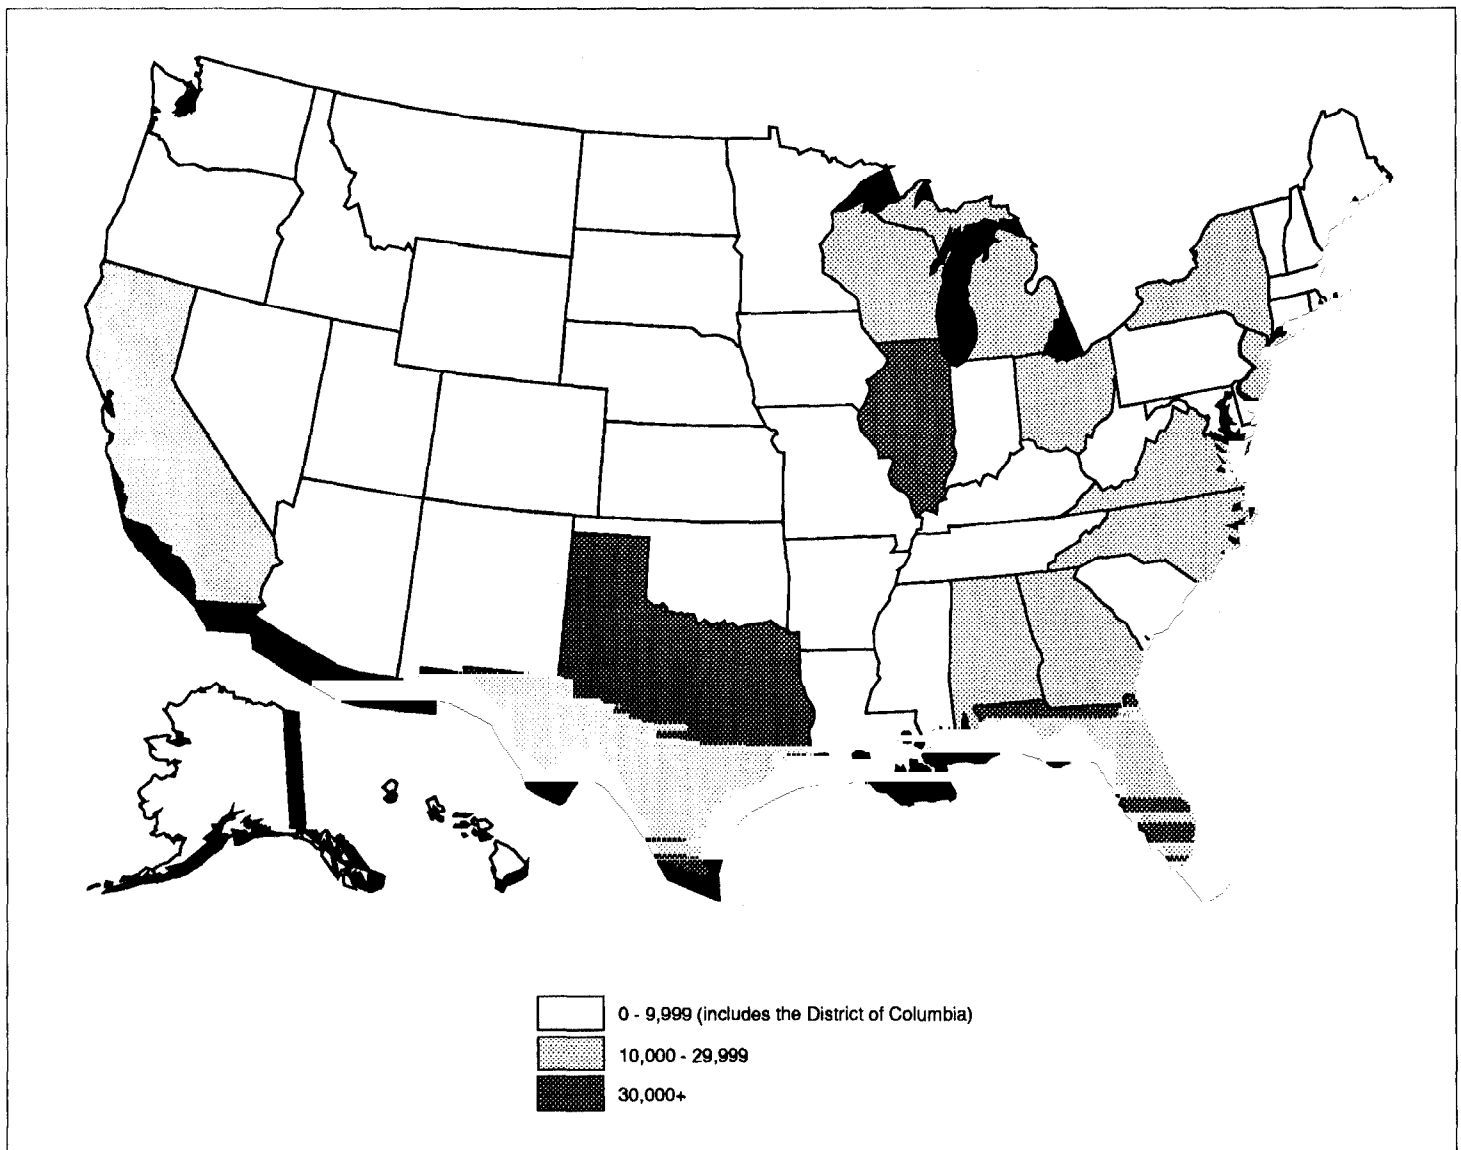 0 - 9,999 (includes the District of Columbia)
10,000 - 29,999
30,000+